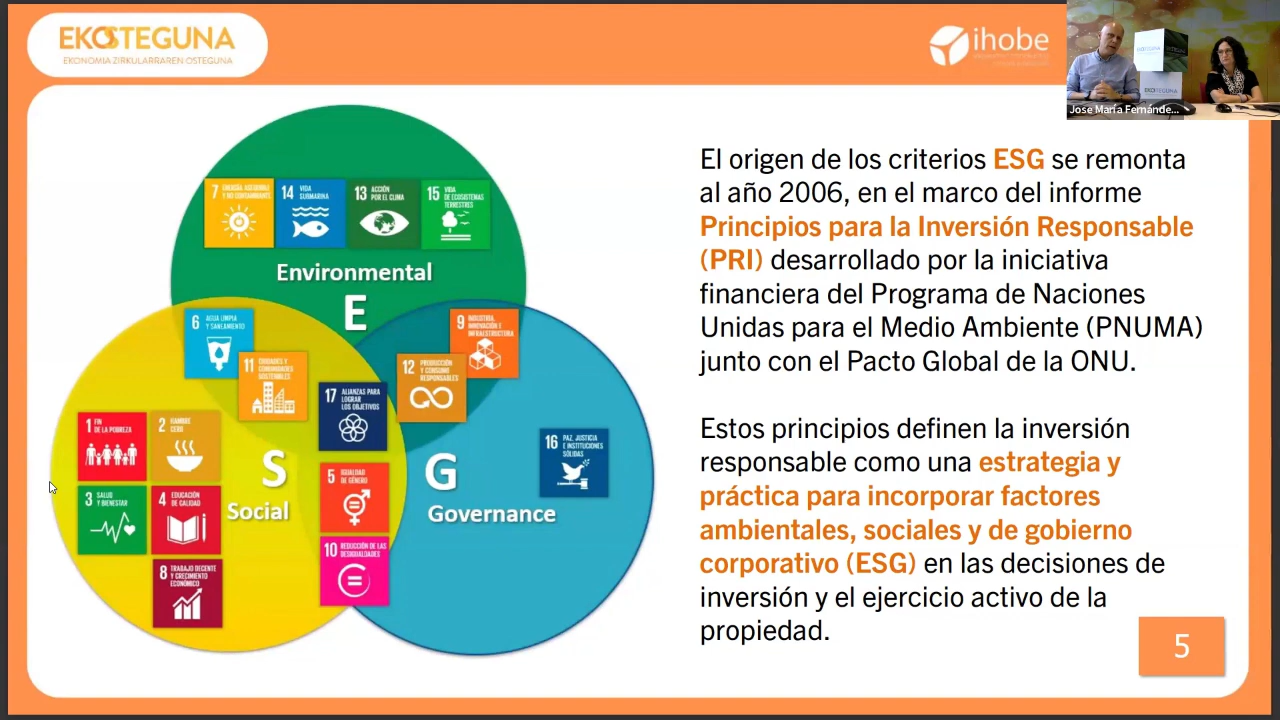 EKOSTEGUNA
EKONOMIA ZIRKULARRAREN OSTEGUNA
ihobe
Jose María Fernánde...
7 ENERGÍA ASEQUIBLE
Y NO CONTAMINANTE
14 VIDA
SUBMARINA
13 ACCIÓN
POR EL CLIMA
15 VIDA
DE ECOSISTEMAS
TERRESTRES
Environmental
E
6 AGUA LIMPIA
Y SANEAMIENTO
9 INDUSTRIA,
INNOVACIÓN E
INFRAESTRUCTURA
11 CIUDADES Y
COMUNIDADES
SOSTENIBLES
12 PRODUCCIÓN
Y CONSUMO
RESPONSABLES
17 ALIANZAS PARA
LOGRAR
LOS OBJETIVOS
1 FIN
DE LA POBREZA
2 HAMBRE
CERO
16 PAZ, JUSTICIA
E INSTITUCIONES
SÓLIDAS
S
G
5 IGUALDAD
DE GÉNERO
3 SALUD
Y BIENESTAR
4 EDUCACIÓN
DE CALIDAD
Social
Governance
10 REDUCCIÓN DE LAS
DESIGUALDADES
8 TRABAJO DECENTE
Y CRECIMIENTO
ECONÓMICO
El origen de los criterios ESG se remonta
al año 2006, en el marco del informe
Principios para la Inversión Responsable
(PRI) desarrollado por la iniciativa
financiera del Programa de Naciones
Unidas para el Medio Ambiente (PNUMA)
junto con el Pacto Global de la ONU.
Estos principios definen la inversión
responsable como una estrategia y
práctica para incorporar factores
ambientales, sociales y de gobierno
corporativo (ESG) en las decisiones de
inversión y el ejercicio activo de la
propiedad.
5